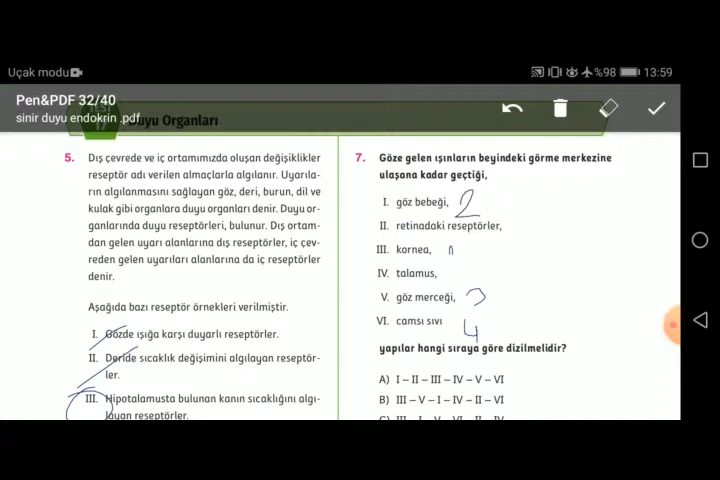 Uçak modu
%98 13:59
Pen&PDF 32/40
sinir duyu endokrin .pdf
Duyu Organları
5. Dış çevrede ve iç ortamımızda oluşan değişiklikler
reseptör adı verilen almaçlarla algılanır. Uyarıla-
rın algılanmasını sağlayan göz, deri, burun, dil ve
kulak gibi organlara duyu organları denir. Duyu or-
ganlarında duyu reseptörleri, bulunur. Dış ortam-
dan gelen uyarı alanlarına dış reseptörler, iç çev-
reden gelen uyarıları alanlarına da iç reseptörler
denir.
Aşağıda bazı reseptör örnekleri verilmiştir.
I. Gözde ışığa karşı duyarlı reseptörler.
II. Deride sıcaklık değişimini algılayan reseptör-
ler.
III. Hipotalamusta bulunan kanın sıcaklığını algı-
layan reseptörler.
7. Göze gelen ışınların beyindeki görme merkezine
ulaşana kadar geçtiği,
I. göz bebeği, 2
II. retinadaki reseptörler,
III. kornea,
IV. talamus,
V. göz merceği, 3
VI. camsı sıvı 4
yapılar hangi sıraya göre dizilmelidir?
A) I – II – III – IV – V – VI
B) III – V – I – IV – II – VI
C) III – I – V – VI – II – IV